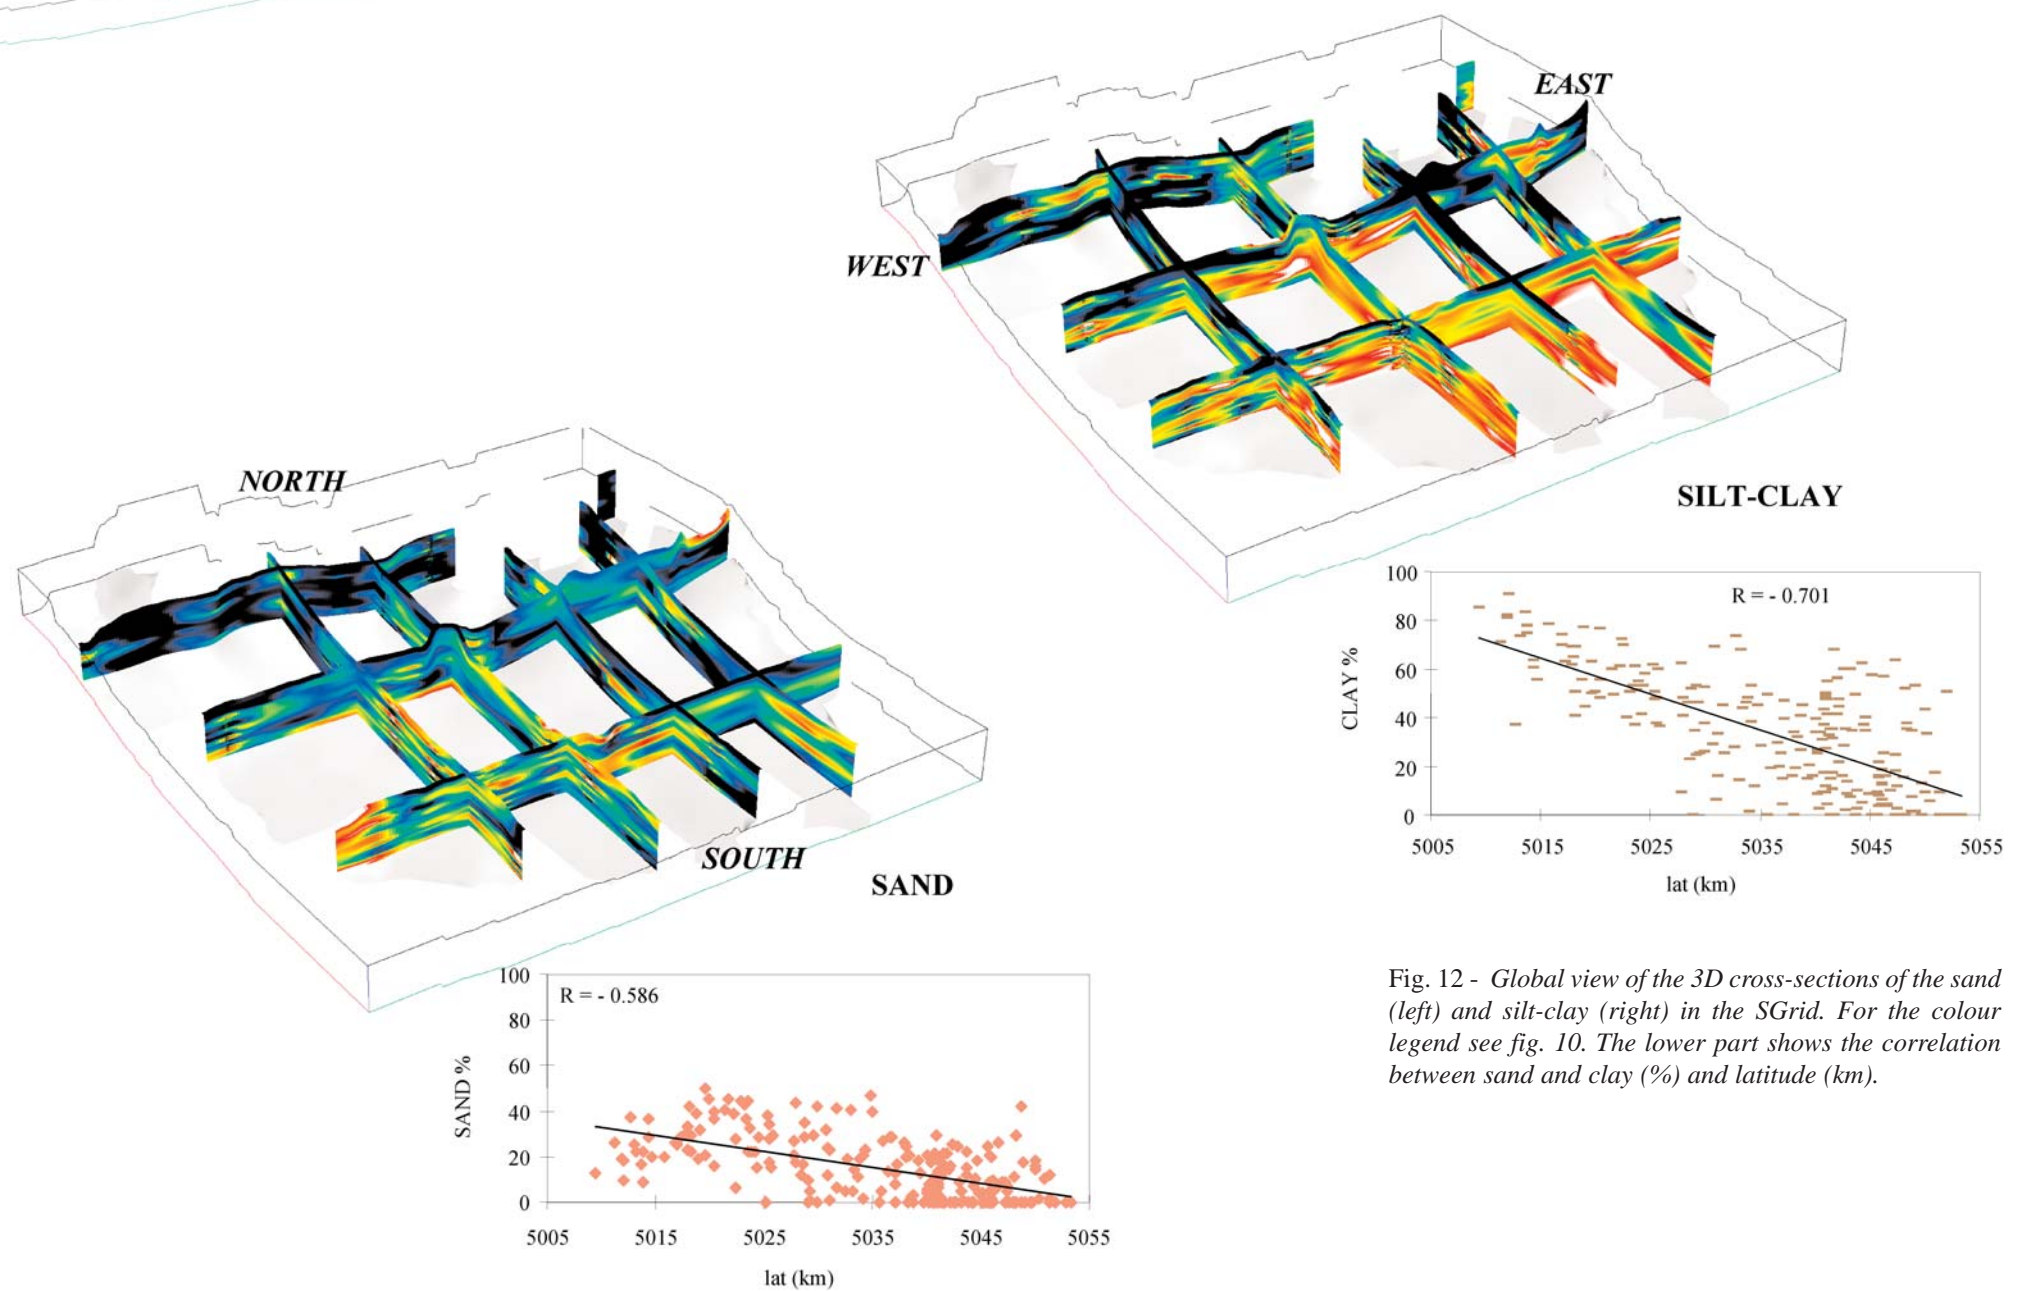 EAST
WEST
SILT-CLAY
NORTH
SOUTH
SAND
100
80
60
40
20
0
CLAY %
R = - 0.701
5005 5015 5025 5035 5045 5055
lat (km)
100
80
60
40
20
0
SAND %
R = - 0.586
5005 5015 5025 5035 5045 5055
lat (km)
Fig. 12 - Global view of the 3D cross-sections of the sand
(left) and silt-clay (right) in the SGrid. For the colour
legend see fig. 10. The lower part shows the correlation
between sand and clay (%) and latitude (km).